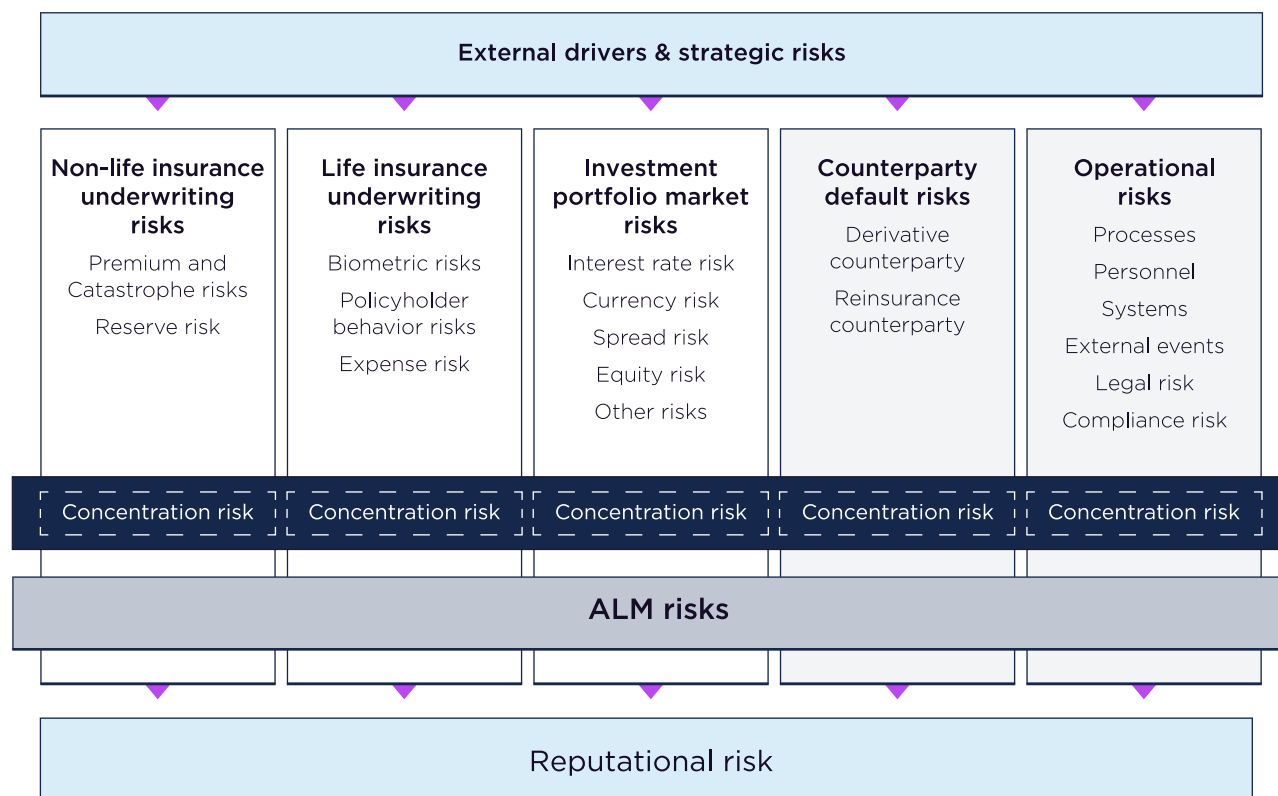 External drivers & strategic risks
Non-life insurance
underwriting
risks
Premium and
Catastrophe risks
Reserve risk
Life insurance
underwriting
risks
Biometric risks
Policyholder
behavior risks
Expense risk
Investment
portfolio market
risks
Interest rate risk
Currency risk
Spread risk
Equity risk
Other risks
Counterparty
default risks
Derivative
counterparty
Reinsurance
counterparty
Operational
risks
Processes
Personnel
Systems
External events
Legal risk
Compliance risk
Concentration risk
Concentration risk
Concentration risk
Concentration risk
Concentration risk
ALM risks
Reputational risk